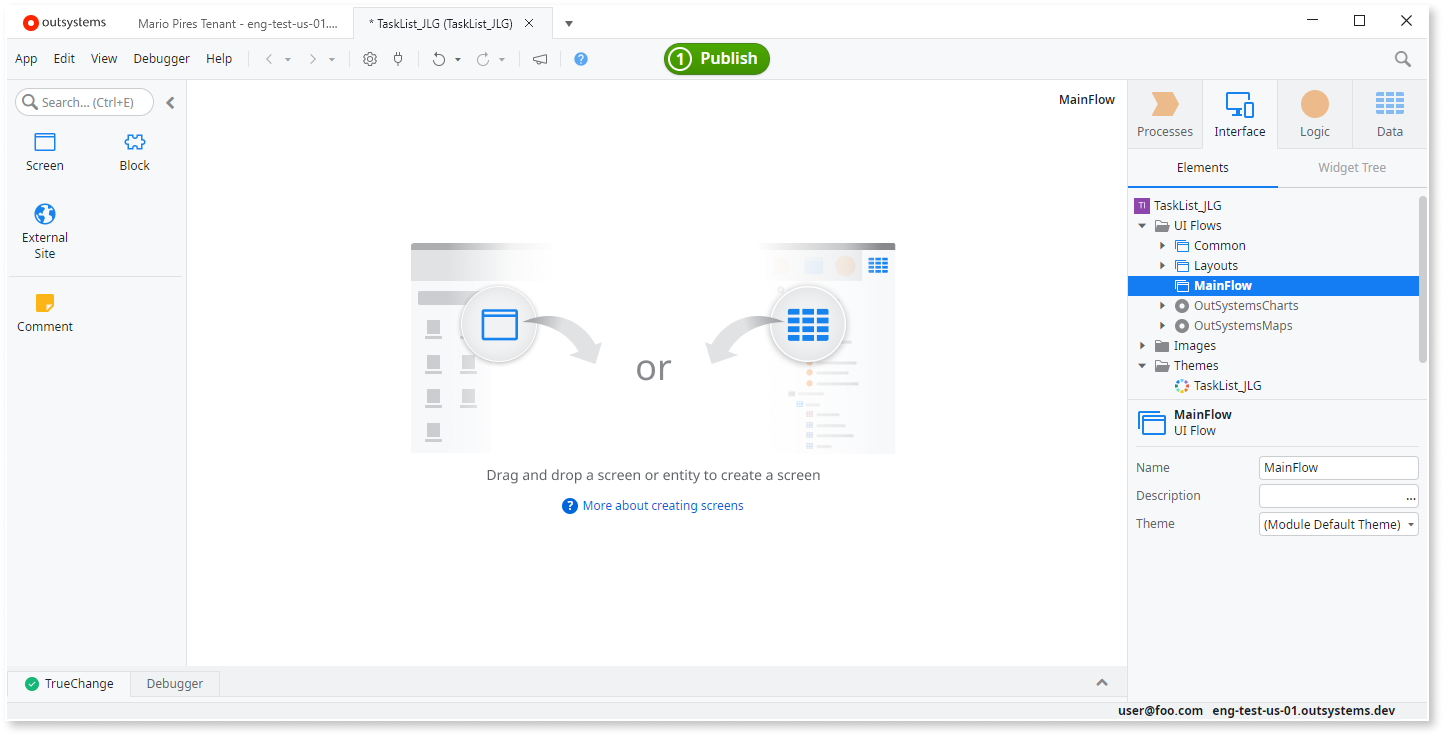 outsystems
Mario Pires Tenant - eng-test-us-01....
* TaskList_JLG (TaskList_JLG)
App Edit View Debugger Help
1 Publish
Search... (Ctrl+E)
Screen Block
External
Site
Comment
MainFlow
or
Drag and drop a screen or entity to create a screen
? More about creating screens
Processes Interface Logic Data
Elements Widget Tree
Tl TaskList_JLG
UI Flows
Common
Layouts
MainFlow
OutSystemsCharts
OutSystemsMaps
Images
Themes
TaskList_JLG
MainFlow
UI Flow
Name MainFlow
Description ...
Theme (Module Default Theme)
TrueChange Debugger
user@foo.com eng-test-us-01.outsystems.dev